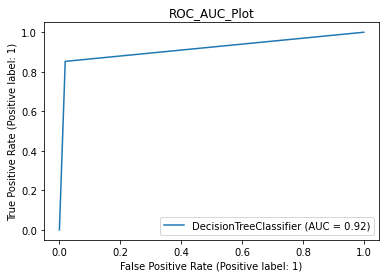 ROC_AUC_Plot
True Positive Rate (Positive label: 1)
1.0
0.8
0.6
0.4
0.2
0.0
DecisionTreeClassifier (AUC = 0.92)
0.0 0.2 0.4 0.6 0.8 1.0
False Positive Rate (Positive label: 1)